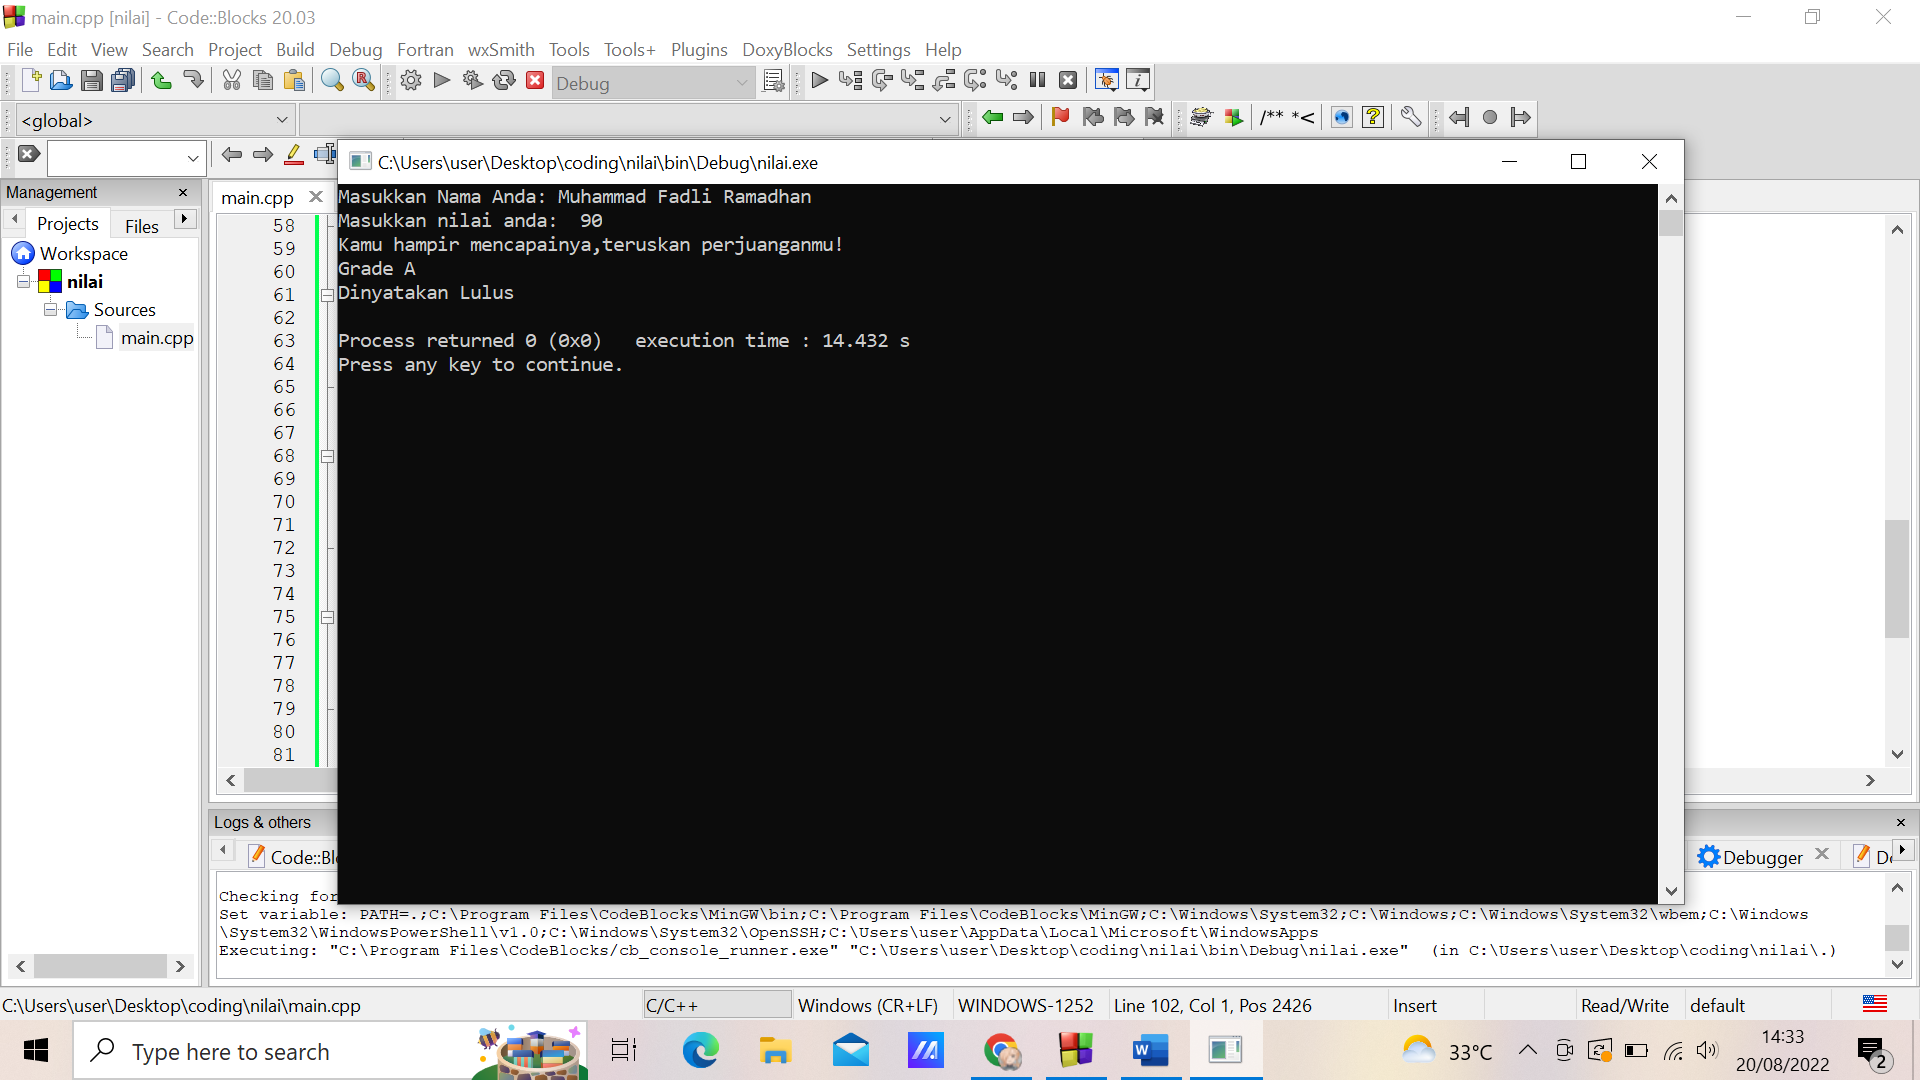 main.cpp [nilai] - Code::Blocks 20.03
File Edit View Search Project Build Debug Fortran wxSmith Tools Tools+ Plugins DoxyBlocks Settings Help
Debug
<global>
/** *<
C:\Users\user\Desktop\coding\nilai\bin\Debug\nilai.exe
Management
main.cpp
Projects
Files
Workspace
nilai
Sources
main.cpp
58
59
60
61
62
63
64
65
66
67
68
69
70
71
72
73
74
75
76
77
78
79
80
81
Masukkan Nama Anda: Muhammad Fadli Ramadhan
Masukkan nilai anda:  90
Kamu hampir mencapainya,teruskan perjuanganmu!
Grade A
Dinyatakan Lulus
Process returned 0 (0x0)   execution time : 14.432 s
Press any key to continue.
Logs & others
Code::Bl
Debugger
Checking for
Set variable: PATH=.;C:\Program Files\CodeBlocks\MinGW\bin;C:\Program Files\CodeBlocks\MinGW;C:\Windows\System32;C:\Windows;C:\Windows\System32\wbem;C:\Windows
\System32\WindowsPowerShell\v1.0;C:\Windows\System32\OpenSSH;C:\Users\user\AppData\Local\Microsoft\WindowsApps
Executing: "C:\Program Files\CodeBlocks/cb_console_runner.exe" "C:\Users\user\Desktop\coding\nilai\bin\Debug\nilai.exe"  (in C:\Users\user\Desktop\coding\nilai\.)
C:\Users\user\Desktop\coding\nilai\main.cpp C/C++ Windows (CR+LF) WINDOWS-1252 Line 102, Col 1, Pos 2426 Insert Read/Write default
Type here to search
33°C
14:33
20/08/2022
2